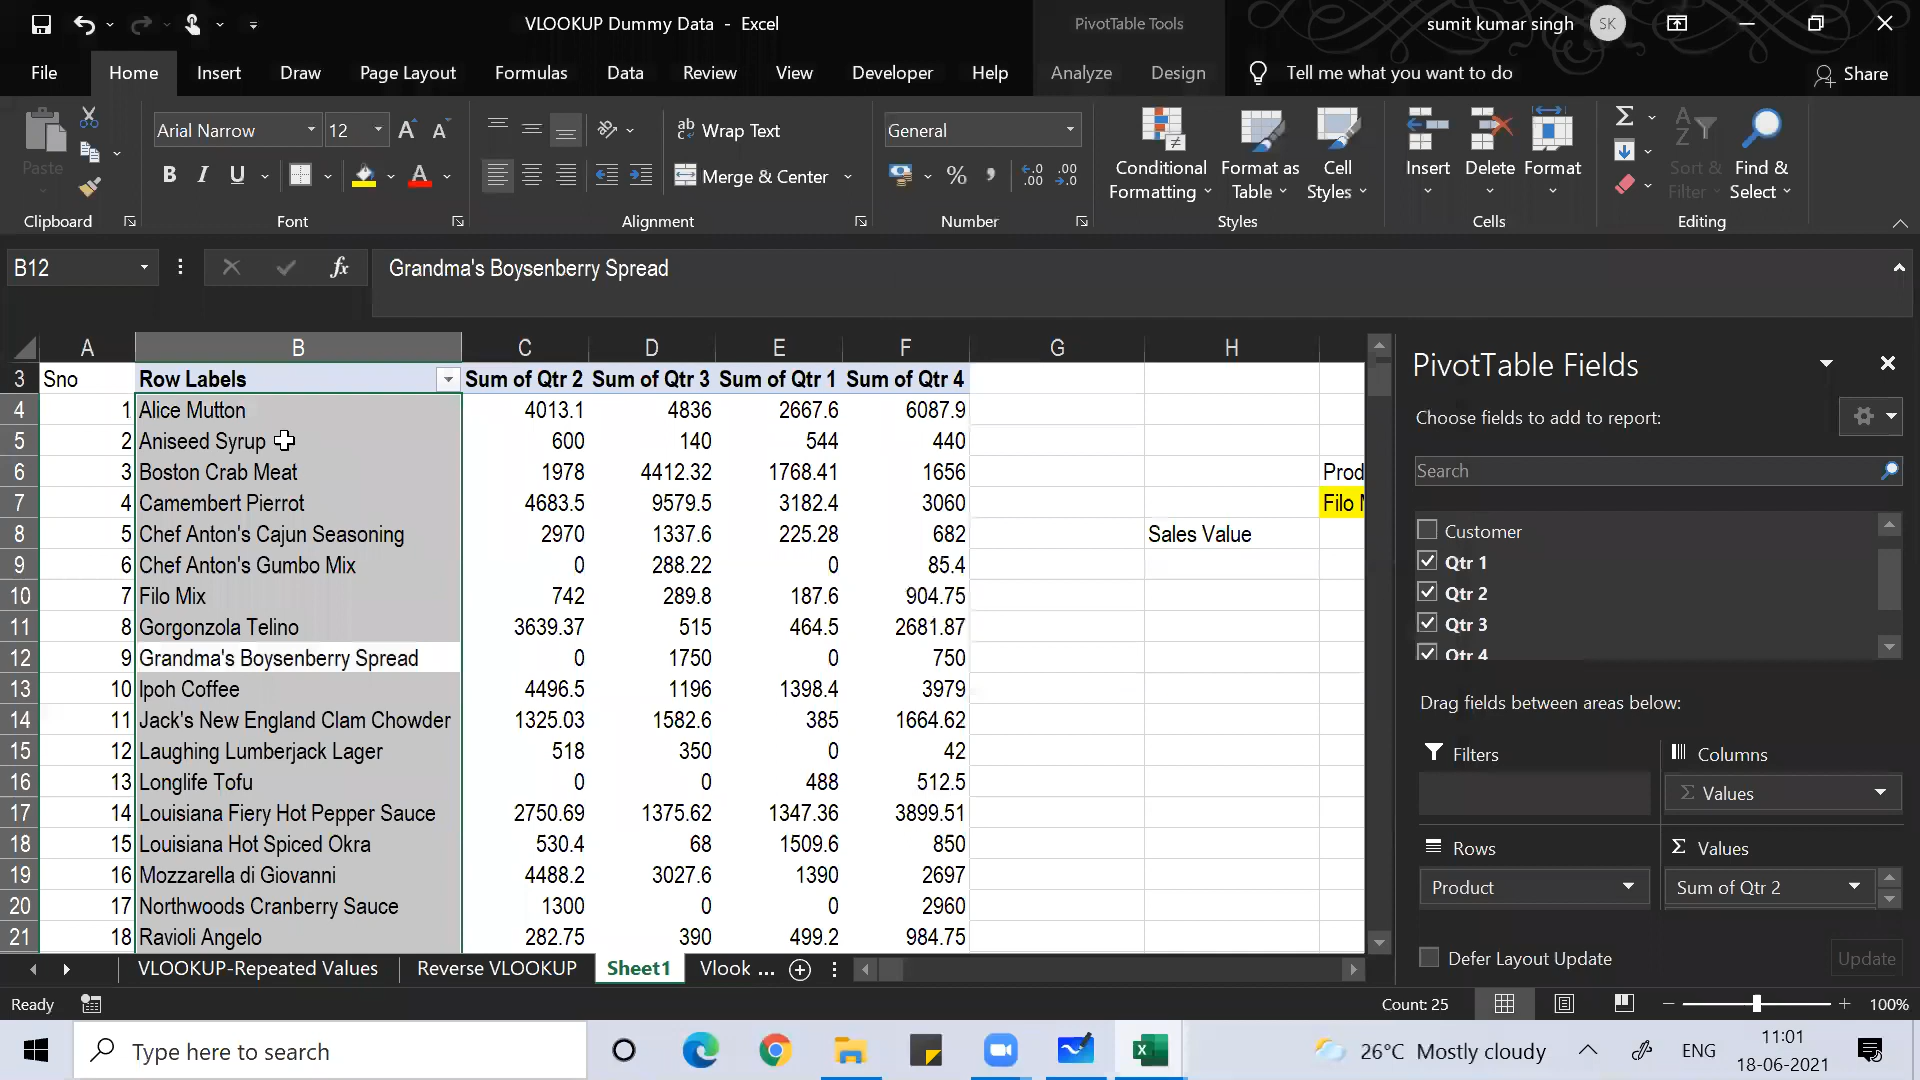 VLOOKUP Dummy Data - Excel
PivotTable Tools
sumit kumar singh
SK
File Home Insert Draw Page Layout Formulas Data Review View Developer Help Analyze Design Tell me what you want to do Share
Paste
Clipboard
Arial Narrow 12
B I U
Font
Wrap Text
Merge & Center
Alignment
General
Number
Conditional Formatting
Format as Table
Cell Styles
Styles
Insert
Delete
Format
Cells
Sort & Filter
Find & Select
Editing
B12
fx
Grandma's Boysenberry Spread
A B C D E F G H
3 Sno Row Labels Sum of Qtr 2 Sum of Qtr 3 Sum of Qtr 1 Sum of Qtr 4
4 1 Alice Mutton 4013.1 4836 2667.6 6087.9
5 2 Aniseed Syrup 600 140 544 440
6 3 Boston Crab Meat 1978 4412.32 1768.41 1656 Prod
7 4 Camembert Pierrot 4683.5 9579.5 3182.4 3060 Filo
8 5 Chef Anton's Cajun Seasoning 2970 1337.6 225.28 682 Sales Value
9 6 Chef Anton's Gumbo Mix 0 288.22 0 85.4
10 7 Filo Mix 742 289.8 187.6 904.75
11 8 Gorgonzola Telino 3639.37 515 464.5 2681.87
12 9 Grandma's Boysenberry Spread 0 1750 0 750
13 10 Ipoh Coffee 4496.5 1196 1398.4 3979
14 11 Jack's New England Clam Chowder 1325.03 1582.6 385 1664.62
15 12 Laughing Lumberjack Lager 518 350 0 42
16 13 Longlife Tofu 0 0 488 512.5
17 14 Louisiana Fiery Hot Pepper Sauce 2750.69 1375.62 1347.36 3899.51
18 15 Louisiana Hot Spiced Okra 530.4 68 1509.6 850
19 16 Mozzarella di Giovanni 4488.2 3027.6 1390 2697
20 17 Northwoods Cranberry Sauce 1300 0 0 2960
21 18 Ravioli Angelo 282.75 390 499.2 984.75
PivotTable Fields
Choose fields to add to report:
Search
Customer
Qtr 1
Qtr 2
Qtr 3
Qtr 4
Drag fields between areas below:
Filters
Columns
Values
Rows
Values
Product
Sum of Qtr 2
Defer Layout Update
Update
VLOOKUP-Repeated Values Reverse VLOOKUP Sheet1 Vlook ...
Ready
Count: 25
100%
Type here to search
26°C Mostly cloudy
ENG
11:01
18-06-2021